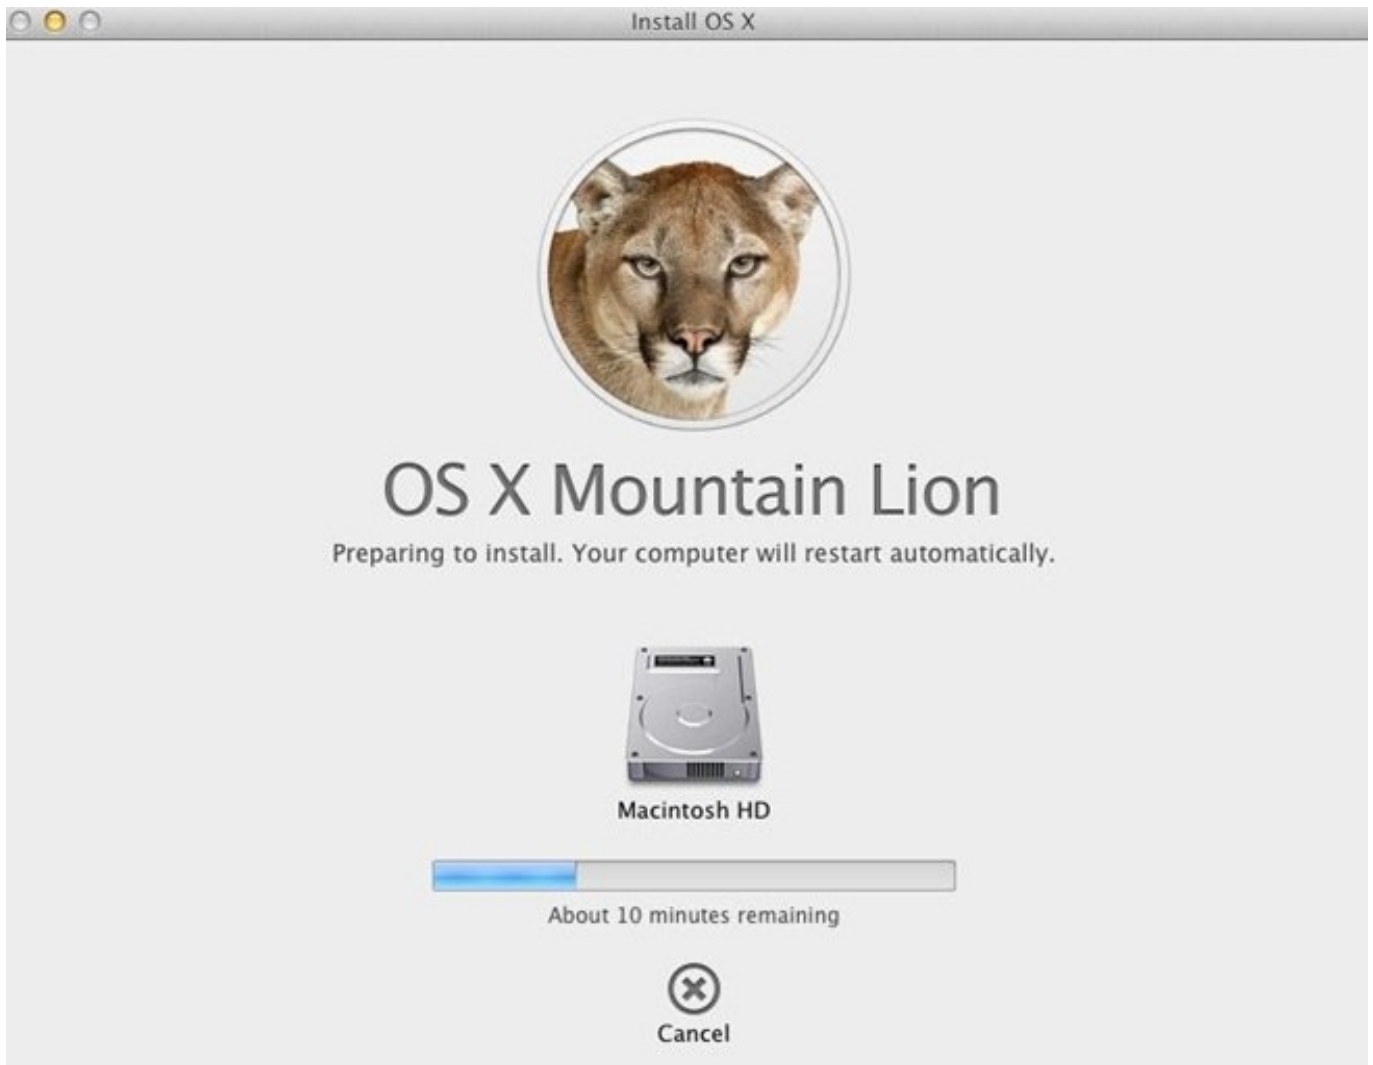 Install OS X
OS X Mountain Lion
Preparing to install. Your computer will restart automatically.
Macintosh HD
About 10 minutes remaining
Cancel